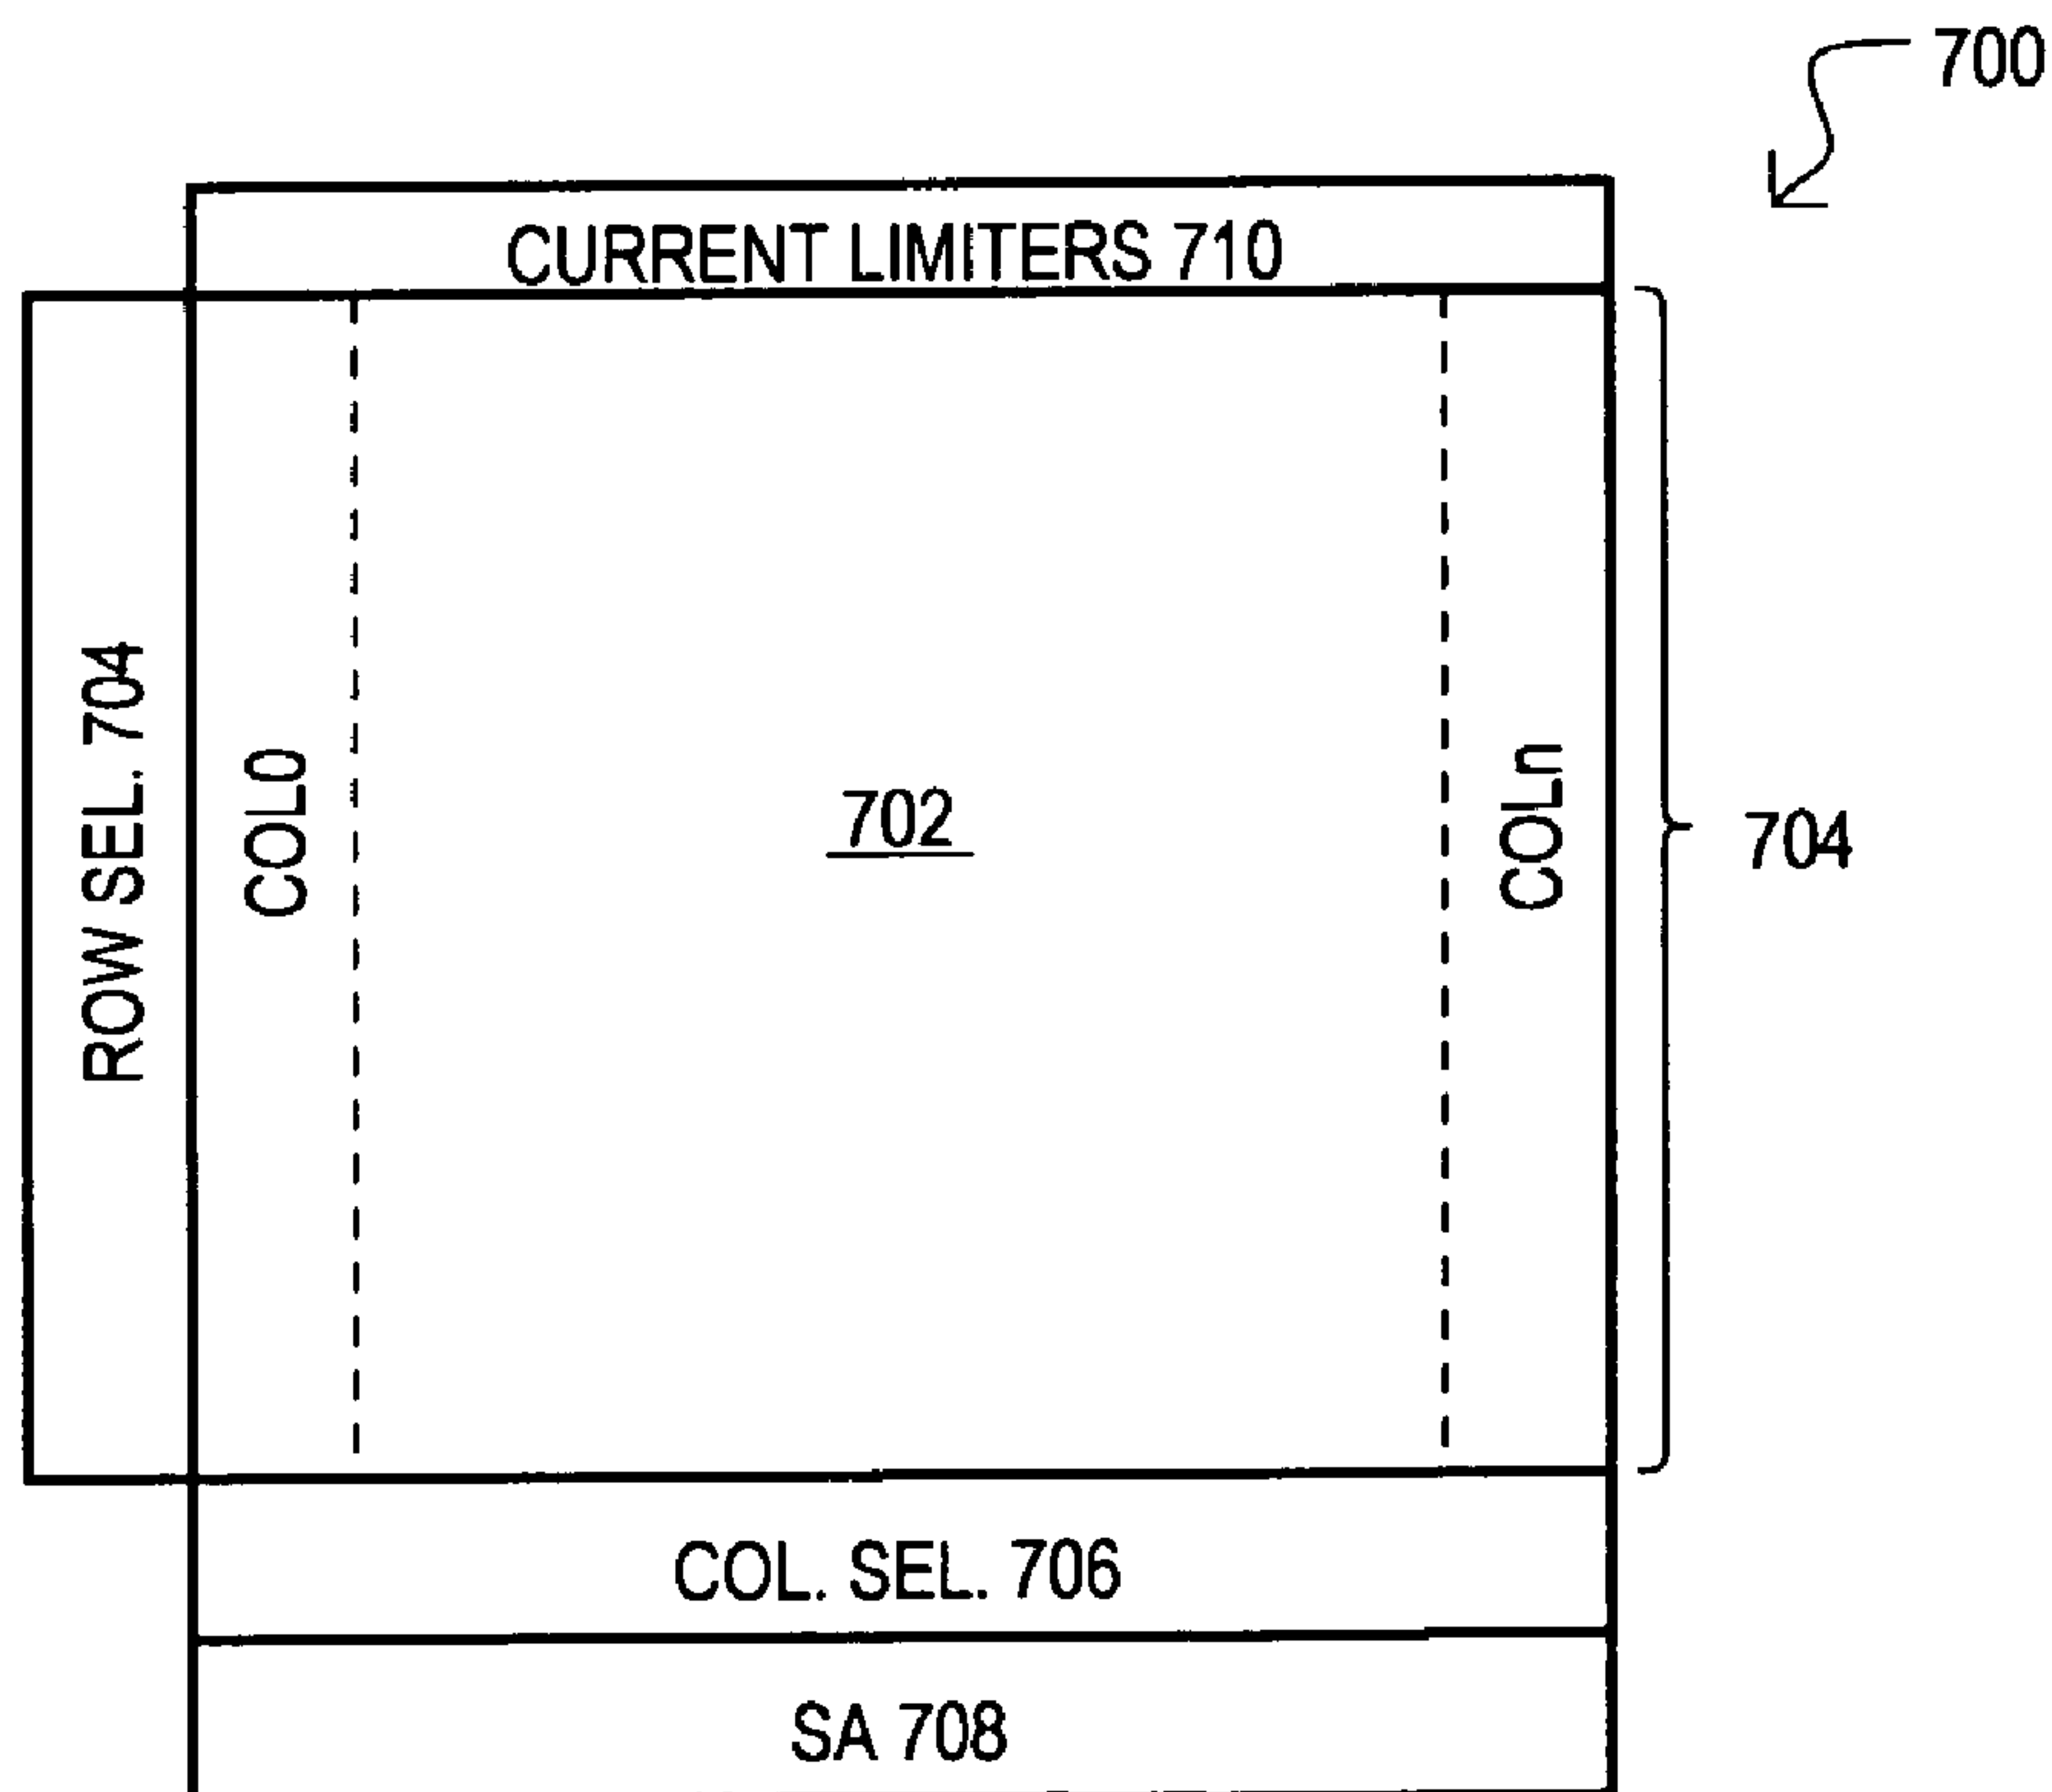 700
CURRENT LIMITERS 710
ROW SEL. 704
COL0
702
COLn
704
COL. SEL. 706
SA 708